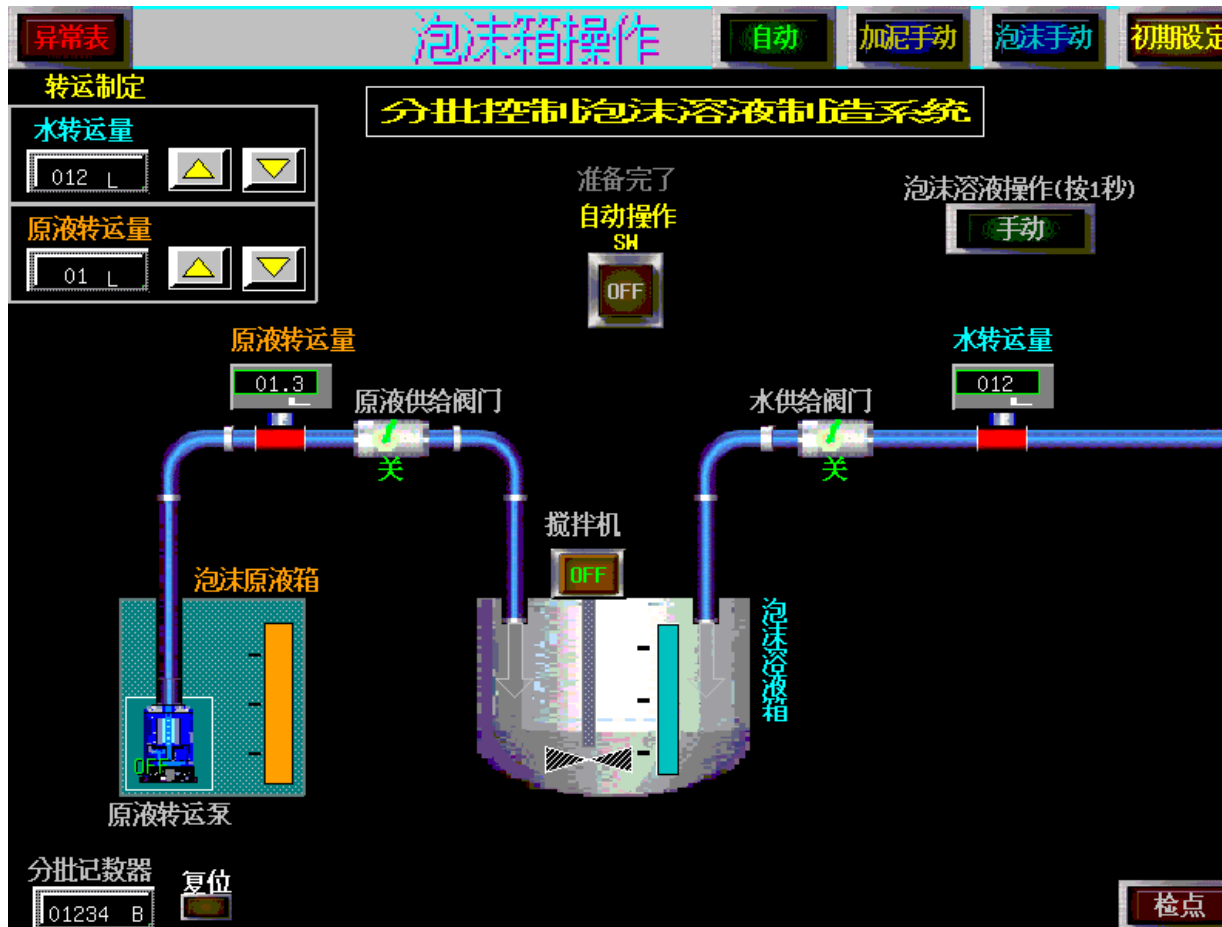 异常表
泡沫箱操作
自动
加尼手动
泡沫手动
初期设定
转运制定
分批控制泡沫溶液制造系统
水转运量
012 L
准备完了
自动操作
SW
OFF
泡沫溶液操作(按1秒)
手动
原液转运量
01 L
原液转运量
01.3
水转运量
012
原液供给阀门
关
水供给阀门
关
搅拌机
OFF
泡沫原液箱
泡沫溶液箱
OFF
原液转运泵
分批记数器
01234 B
复位
检点